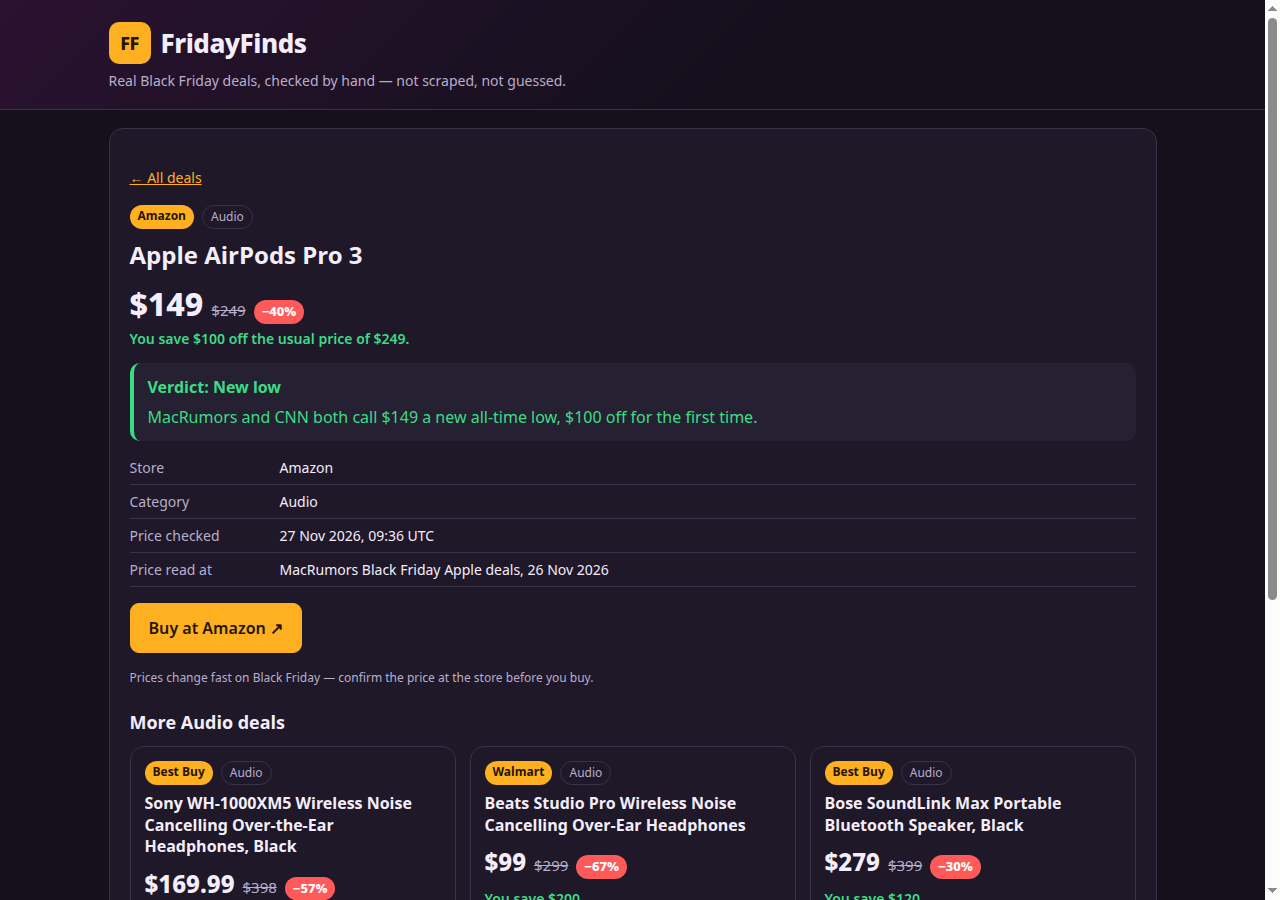 FF FridayFinds
Real Black Friday deals, checked by hand — not scraped, not guessed.
← All deals
Amazon Audio
Apple AirPods Pro 3
$149 $249 −40%
You save $100 off the usual price of $249.
Verdict: New low
MacRumors and CNN both call $149 a new all-time low, $100 off for the first time.
Store Amazon
Category Audio
Price checked 27 Nov 2026, 09:36 UTC
Price read at MacRumors Black Friday Apple deals, 26 Nov 2026
Buy at Amazon ↗
Prices change fast on Black Friday — confirm the price at the store before you buy.
More Audio deals
Best Buy Audio
Sony WH-1000XM5 Wireless Noise
Cancelling Over-the-Ear
Headphones, Black
$169.99 $398 −57%
Walmart Audio
Beats Studio Pro Wireless Noise
Cancelling Over-Ear Headphones
$99 $299 −67%
You save $200
Best Buy Audio
Bose SoundLink Max Portable
Bluetooth Speaker, Black
$279 $399 −30%
You save $120